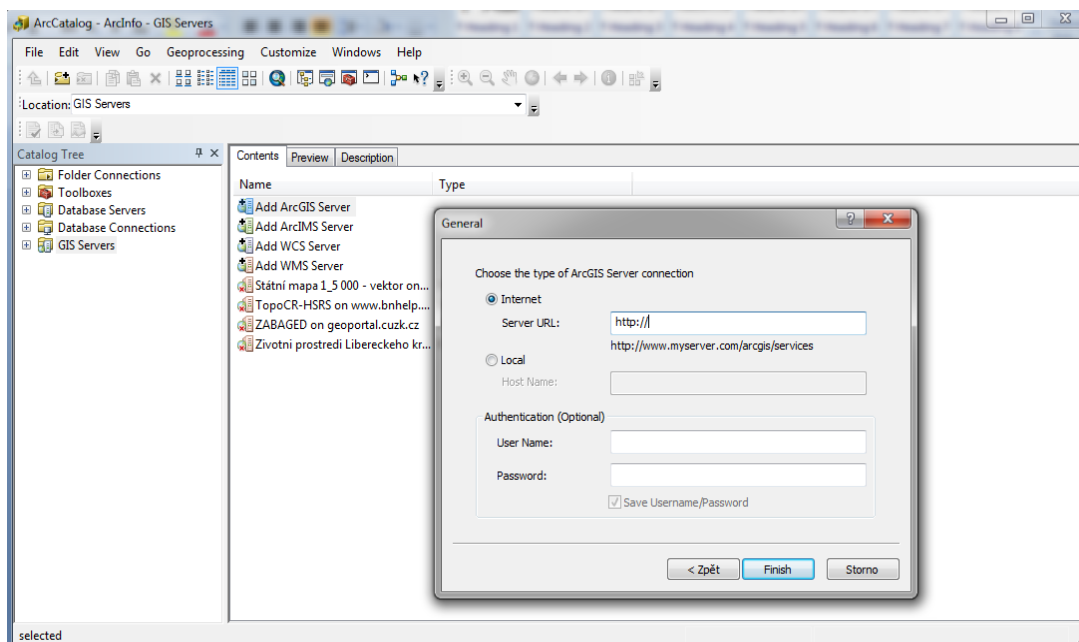 ArcCatalog - ArcInfo - GIS Servers
File Edit View Go Geoprocessing Customize Windows Help
Location: GIS Servers
Catalog Tree
Folder Connections
Toolboxes
Database Servers
Database Connections
GIS Servers
Contents Preview Description
Name Type
Add ArcGIS Server
Add ArcIMS Server
Add WCS Server
Add WMS Server
Státní mapa 1_5 000 - vektor on...
TopoCR-HSRS on www.bnhelp....
ZABAGED on geoportal.cuzk.cz
Zivotni prostredi Libereckeho kr...
General
Choose the type of ArcGIS Server connection
Internet
Server URL: http://
http://www.myserver.com/arcgis/services
Local
Host Name:
Authentication (Optional)
User Name:
Password:
Save Username/Password
< Zpět Finish Storno
selected